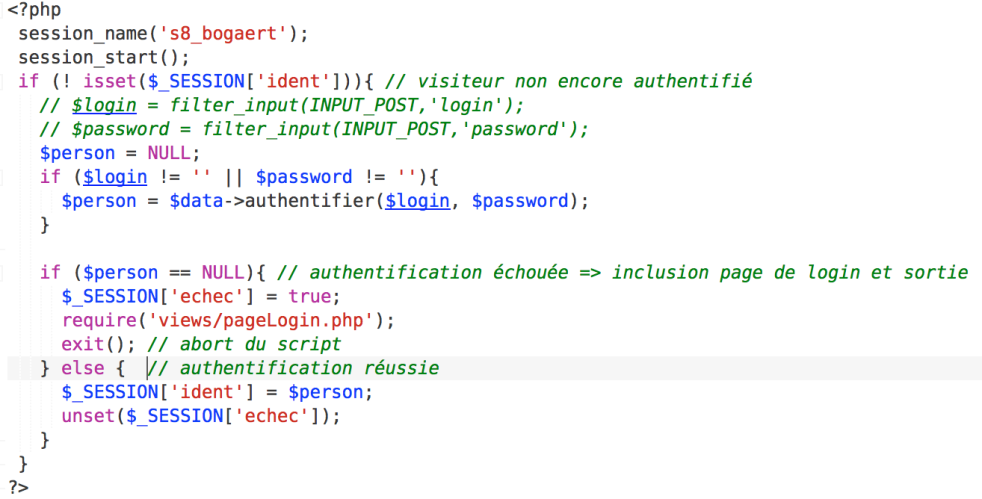 <?php
session_name('s8_bogaert');
session_start();
if (! isset($_SESSION['ident'])){ // visiteur non encore authentifié
// $login = filter_input(INPUT_POST,'login');
// $password = filter_input(INPUT_POST,'password');
$person = NULL;
if ($login != '' || $password != ''){
$person = $data->authentifier($login, $password);
}
if ($person == NULL){ // authentification échouée => inclusion page de login et sortie
$_SESSION['echec'] = true;
require('views/pageLogin.php');
exit(); // abort du script
} else { // authentification réussie
$_SESSION['ident'] = $person;
unset($_SESSION['echec']);
}
}
?>